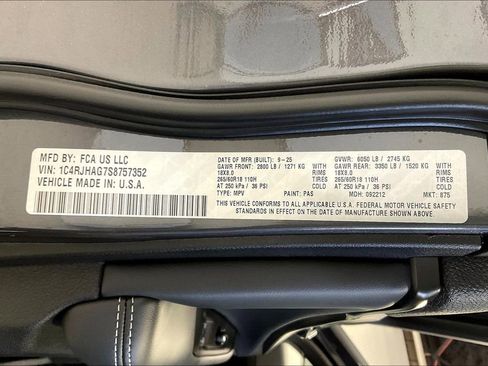 MFD BY: FCA US LLC
VIN: 1C4RJHAG7S8757352
VEHICLE MADE IN U.S.A.
DATE OF MFR (BUILT): 9-25
GAWR FRONT: 2800 LB / 1271 KG
18X8.0 RIMS
265/60R18 110H TIRES
AT 250 kPa / 36 PSI COLD
TYPE: MPV PAINT: PAS
GVWR: 6050 LB / 2745 KG
GAWR REAR: 3350 LB / 1520 KG
18X8.0 RIMS
265/60R18 110H TIRES
AT 250 kPa / 36 PSI COLD
MDH: 092212 MKT: 875
THIS VEHICLE CONFORMS TO ALL APPLICABLE U.S.A. FEDERAL MOTOR VEHICLE SAFETY
STANDARDS IN EFFECT ON THE DATE OF MANUFACTURE SHOWN ABOVE.